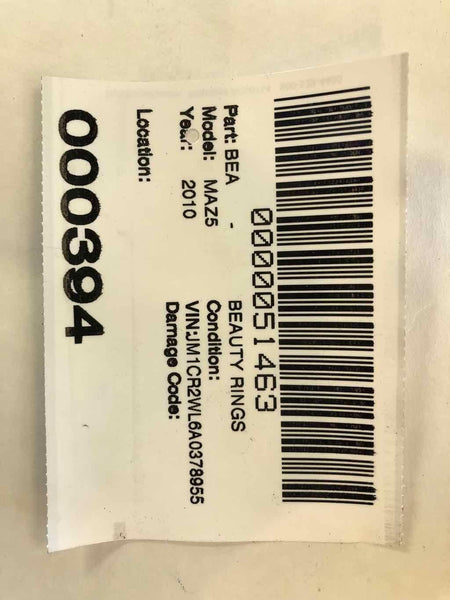 0000051463
Part: BEA - BEAUTY RINGS
Model: MAZ5 Condition:
Year: 2010 VIN:JM1CR2WL6A0378955
Location: Damage Code:
000394